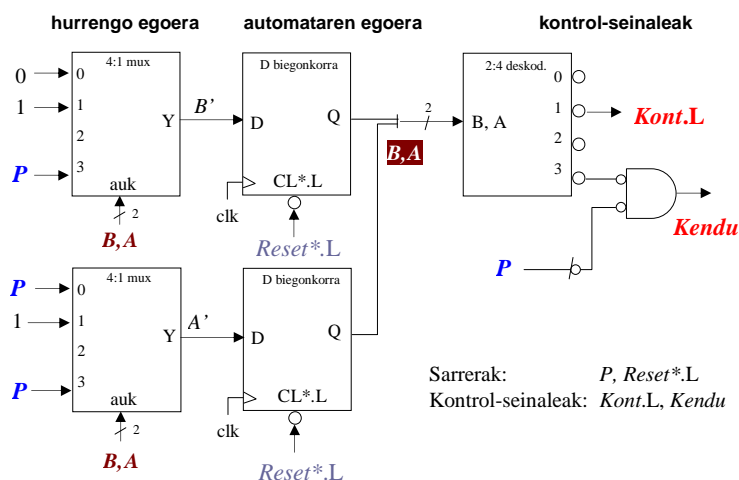 hurrengo egoera
automataren egoera
kontrol-seinaleak
4:1 mux
0
0
1
1
2
P
3
Y
auk
2
B,A
B’
D biegonkorra
D
Q
CL*.L
clk
Reset*.L
2
B,A
2:4 deskod.
B, A
0
1
2
3
Kont.L
Kendu
P
4:1 mux
P
0
1
1
2
P
3
Y
auk
2
B,A
A’
D biegonkorra
D
Q
CL*.L
clk
Reset*.L
Sarrerak: P, Reset*.L
Kontrol-seinaleak: Kont.L, Kendu